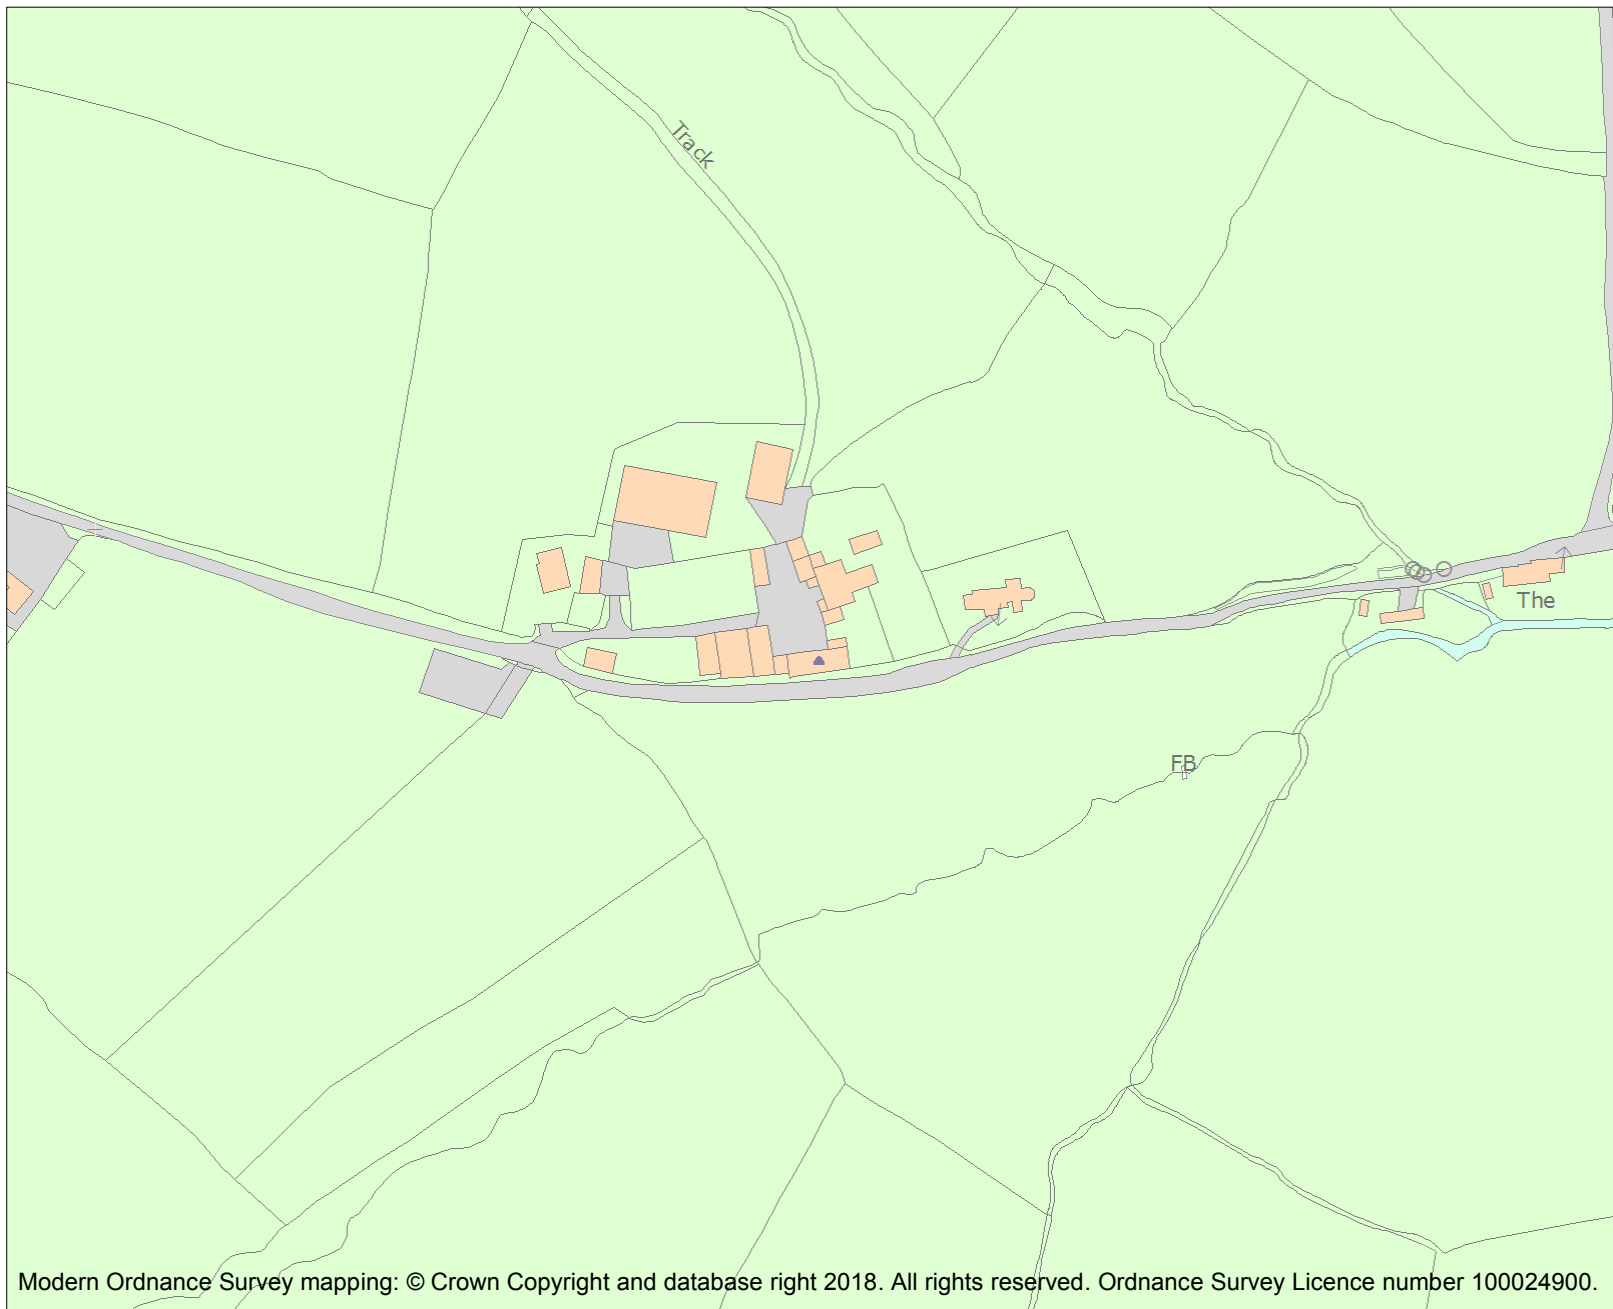 Track
The
FB
Modern Ordnance Survey mapping: © Crown Copyright and database right 2018. All rights reserved. Ordnance Survey Licence number 100024900.